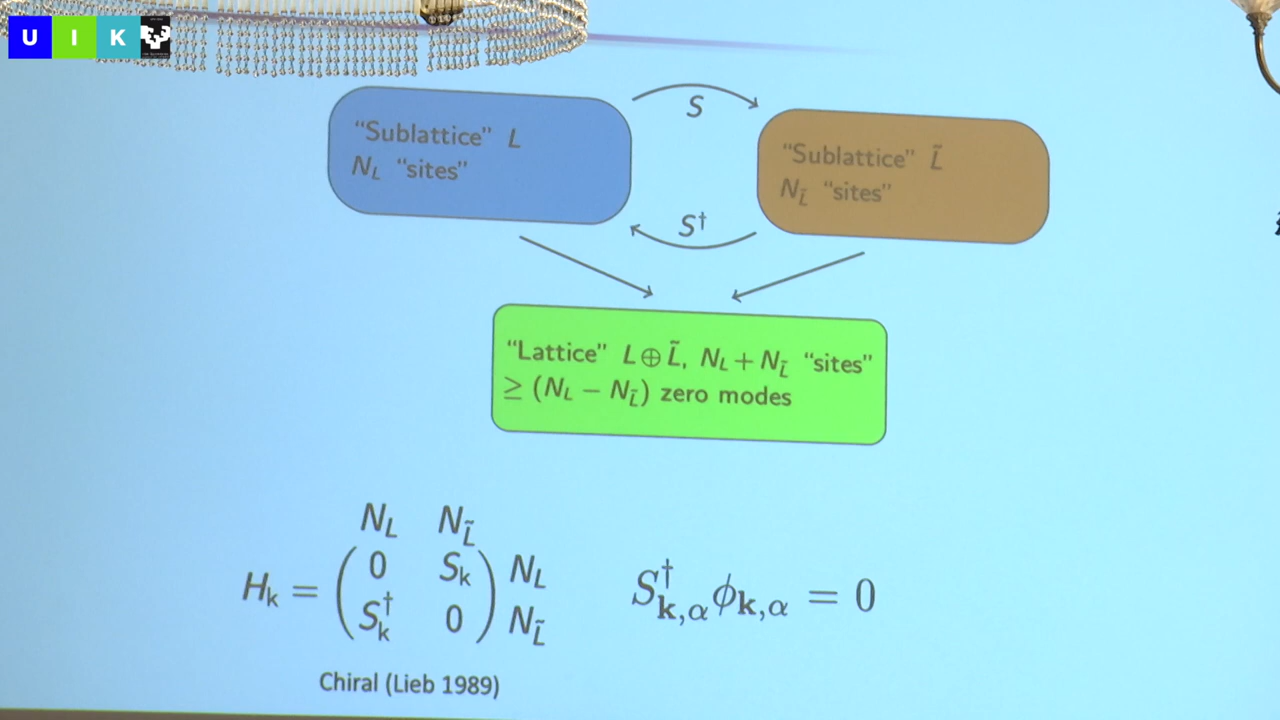 U I K
S
"Sublattice" L
N_L "sites"
"Sublattice" L̃
N_L̃ "sites"
S†
"Lattice" L⊕L̃, N_L + N_L̃ "sites"
≥ (N_L − N_L̃) zero modes
N_L N_L̃
0 S_k N_L
H_k =
S†_k 0 N_L̃
S†_k,α ϕ_k,α = 0
Chiral (Lieb 1989)